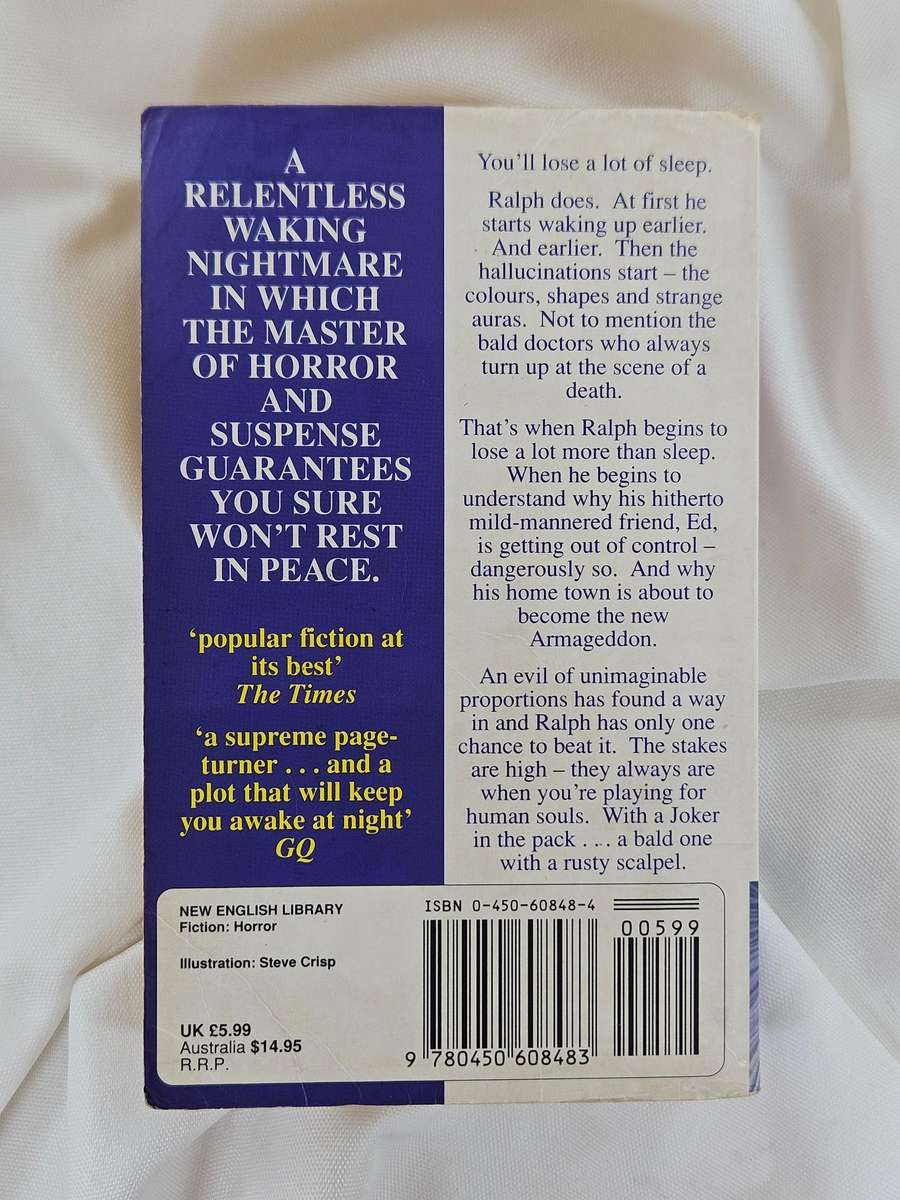 A
RELENTLESS
WAKING
NIGHTMARE
IN WHICH
THE MASTER
OF HORROR
AND
SUSPENSE
GUARANTEES
YOU SURE
WON'T REST
IN PEACE.
‘popular fiction at
its best’
The Times
‘a supreme page-
turner . . . and a
plot that will keep
you awake at night’
GQ
You'll lose a lot of sleep.
Ralph does. At first he
starts waking up earlier.
And earlier. Then the
hallucinations start – the
colours, shapes and strange
auras. Not to mention the
bald doctors who always
turn up at the scene of a
death.
That's when Ralph begins to
lose a lot more than sleep.
When he begins to
understand why his hitherto
mild-mannered friend, Ed,
is getting out of control –
dangerously so. And why
his home town is about to
become the new
Armageddon.
An evil of unimaginable
proportions has found a way
in and Ralph has only one
chance to beat it. The stakes
are high – they always are
when you're playing for
human souls. With a Joker
in the pack . . . a bald one
with a rusty scalpel.
NEW ENGLISH LIBRARY
Fiction: Horror
Illustration: Steve Crisp
UK £5.99
Australia $14.95
R.R.P.
ISBN 0-450-60848-4
00599
9 780450 608483